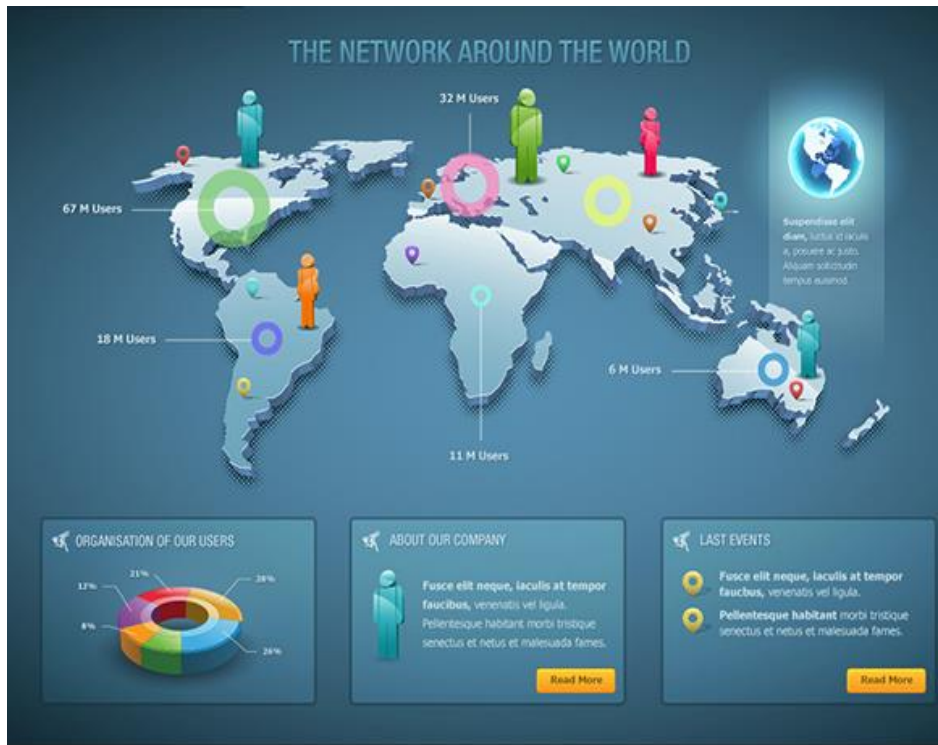 THE NETWORK AROUND THE WORLD
32 M Users
67 M Users
Suspendisse elit
diam, luctus id iaculis
a, posuere ac justo.
Aliquam sollicitudin
tempus euismod.
18 M Users
6 M Users
11 M Users
ORGANISATION OF OUR USERS
21%
28%
12%
8%
26%
ABOUT OUR COMPANY
Fusce elit neque, iaculis at tempor
faucibus, venenatis vel ligula.
Pellentesque habitant morbi tristique
senectus et netus et malesuada fames.
Read More
LAST EVENTS
Fusce elit neque, iaculis at tempor
faucbus, venenatis vel ligula.
Pellentesque habitant morbi tristique
senectus et netus et malesuada fames.
Read More